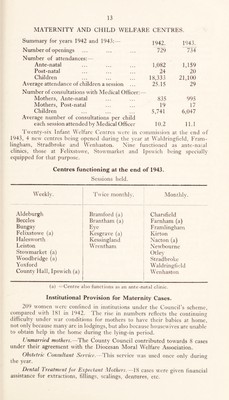 13
MATERNITY AND CHILD WELFARE CENTRES.
Summary for years 1942 and 1943:— 1942. 1943.
Number of openings ... ... ... 729 734
Number of attendances:—
Ante-natal ... ... ... 1,082 1,159
Post-natal ... ... ... 24 20
Children ... ... ... 18,333 21,100
Average attendance of children a session ... 25.15 29
Number of consultations with Medical Officer:—
Mothers, Ante-natal ... ... 835 995
Mothers, Post-natal ... ... 19 17
Children ... ... ... 5,741 6,047
Average number of consultations per child
each session attended by Medical Officer 10.2 11.1
Twenty-six Infant Welfare Centres were in commission at the end of
1943, 4 new centres being opened during the year at Waldringfield, Fram-
lingham, Stradbroke and Wenhaston. Nine functioned as ante-natal
clinics, those at Felixstowe, Stowmarket and Ipswich being specially
equipped for that purpose.
Centres functioning at the end of 1943.
Sessions held.
Weekly. Twice monthly. Monthly.
Aldeburgh Bramford (a) Charsfield
Beccles Brantham (a) Farnham (a)
Bungay Eye Framlingham
Felixstowe (a) Kesgrave (a) Kirton
Halesworth Kessingland Nacton (a)
Leiston Wrentham Newbourne
Stowmarket (a) Otley
Woodbridge (a) Stradbroke
Yoxford Waldringfield
County Hall, Ipswich (a) Wenhaston
(a) —Centre also functions as an ante-natal clinic.
Institutional Provision for Maternity Cases.
209 women were confined in institutions under the Council's scheme,
compared with 181 in 1942. The rise in numbers reflects the continuing
difficulty under war conditions for mothers to have their babies at home,
not only because many are in lodgings, but also because housewives are unable
to obtain help in the home during the lying-in period.
Unmarried mothers.—The County Council contributed towards 8 cases
under their agreement with the Diocesan Moral Welfare Association.
Obstetric Consultant Service.—This service was used once only during
the year.
Dental Treatment for Expectant Mothers.—18 cases were given financial
assistance for extractions, fillings, scalings, dentures, etc.